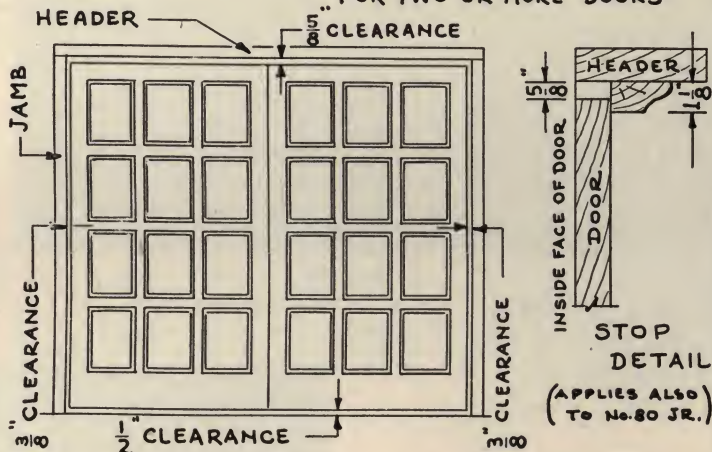 FOR TWO OR MORE DOORS
HEADER
5/8" CLEARANCE
JAMB
CLEARANCE
3/8"
1/2" CLEARANCE
CLEARANCE
3/8"
HEADER
5/8"
1 1/8"
INSIDE FACE OF DOOR
DOOR
STOP
DETAIL
(APPLIES ALSO
TO No.80 JR.)